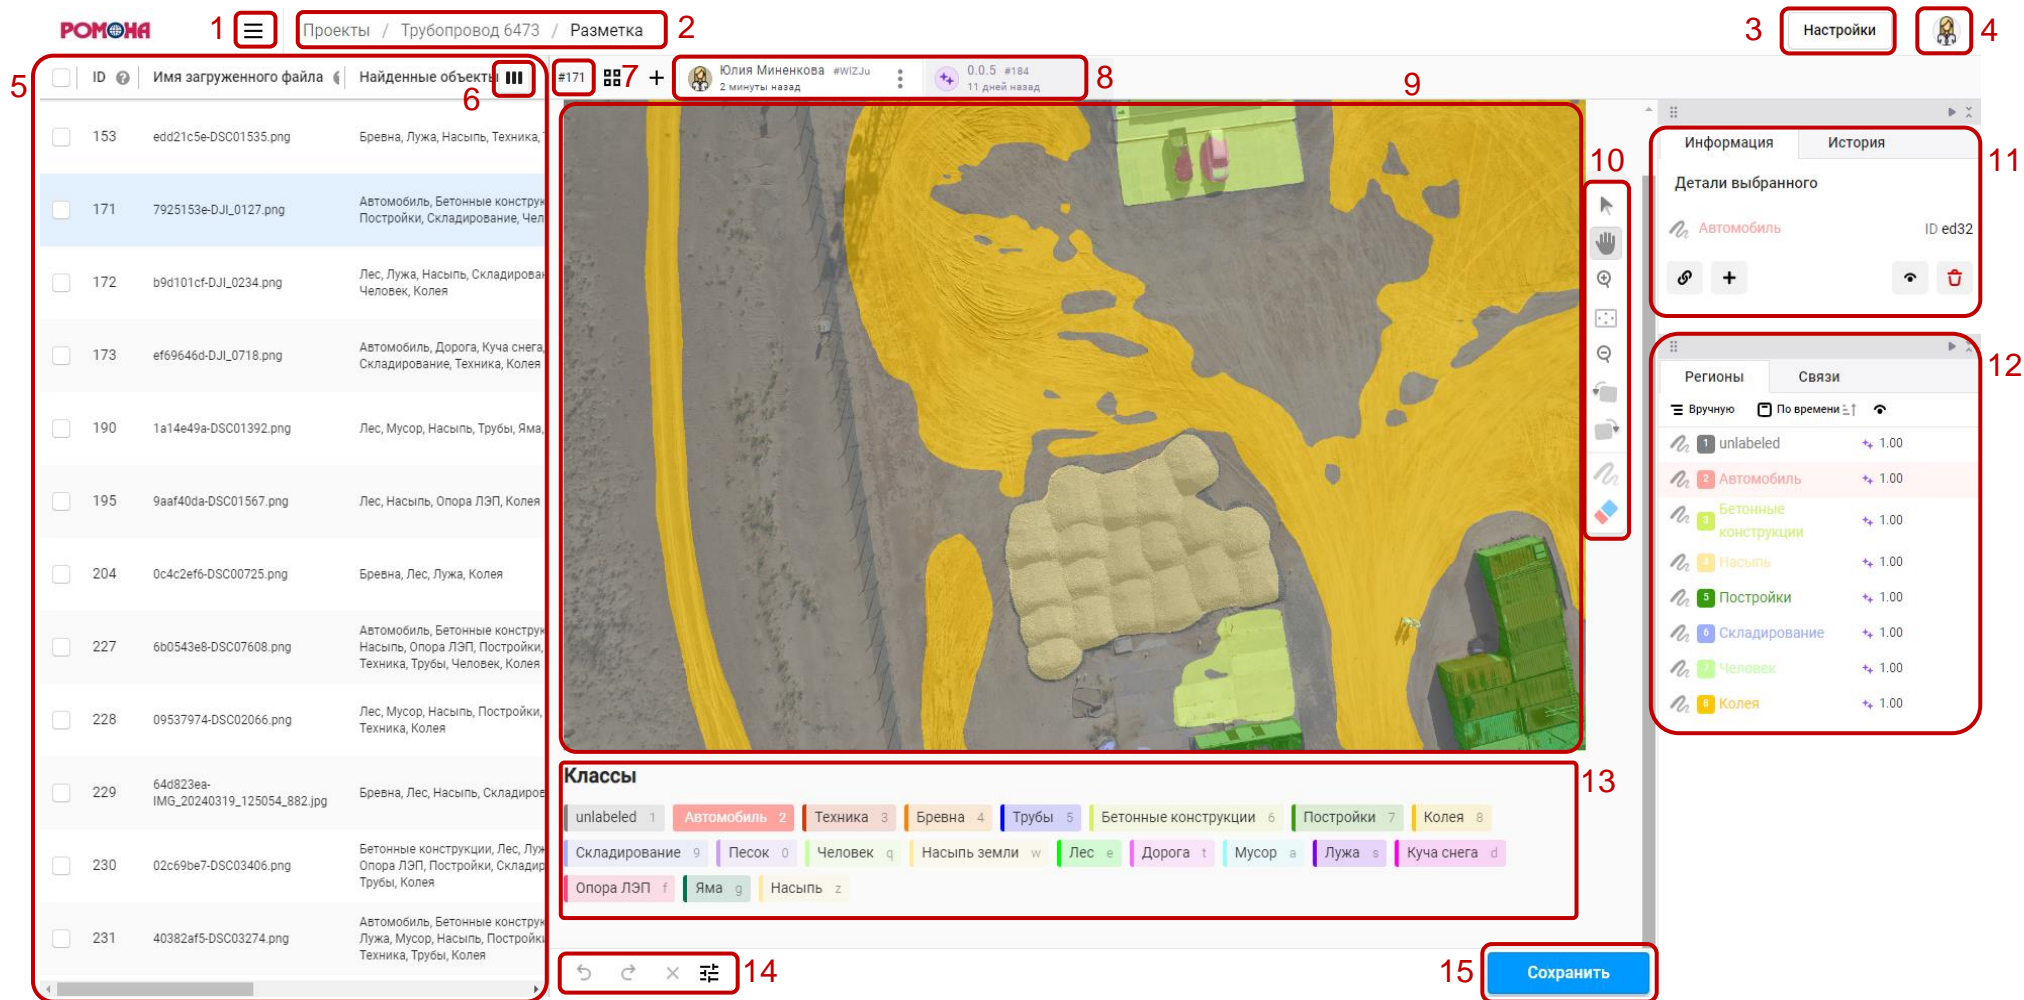 РОМОНА
1
Проекты / Трубопровод 6473 / Разметка
2
3
Настройки
4
5
ID
Имя загруженного файла
Найденные объекты
6
#171
7
Юлия Миненкова #WIZJu
2 минуты назад
0.0.5 #184
11 дней назад
8
9
153
edd21c5e-DSC01535.png
Бревна, Лужа, Насыпь, Техника,
171
7925153e-DJI_0127.png
Автомобиль, Бетонные конструк
Постройки, Складирование, Чел
172
b9d101cf-DJI_0234.png
Лес, Лужа, Насыпь, Складирован
Человек, Колея
173
ef69646d-DJI_0718.png
Автомобиль, Дорога, Куча снега,
Складирование, Техника, Колея
190
1a14e49a-DSC01392.png
Лес, Мусор, Насыпь, Трубы, Яма,
195
9aaf40da-DSC01567.png
Лес, Насыпь, Опора ЛЭП, Колея
204
0c4c2ef6-DSC00725.png
Бревна, Лес, Лужа, Колея
227
6b0543e8-DSC07608.png
Автомобиль, Бетонные конструк
Насыпь, Опора ЛЭП, Постройки,
Техника, Трубы, Человек, Колея
228
09537974-DSC02066.png
Лес, Мусор, Насыпь, Постройки,
Техника, Колея
229
64d823ea-
IMG_20240319_125054_882.jpg
Бревна, Лес, Насыпь, Складиров
230
02c69be7-DSC03406.png
Бетонные конструкции, Лес, Луж
Опора ЛЭП, Постройки, Складир
Трубы, Колея
231
40382af5-DSC03274.png
Автомобиль, Бетонные конструк
Лужа, Мусор, Насыпь, Постройки
Техника, Трубы, Колея
10
Информация
История
11
Детали выбранного
Автомобиль
ID ed32
12
Регионы
Связи
Вручную
По времени
1 unlabeled 1.00
2 Автомобиль 1.00
3 Бетонные
конструкции 1.00
4 Насыпь 1.00
5 Постройки 1.00
6 Складирование 1.00
7 Человек 1.00
8 Колея 1.00
Классы
13
unlabeled 1 Автомобиль 2 Техника 3 Бревна 4 Трубы 5 Бетонные конструкции 6 Постройки 7 Колея 8
Складирование 9 Песок 0 Человек q Насыпь земли w Лес e Дорога t Мусор a Лужа s Куча снега d
Опора ЛЭП f Яма g Насыпь z
14
15
Сохранить